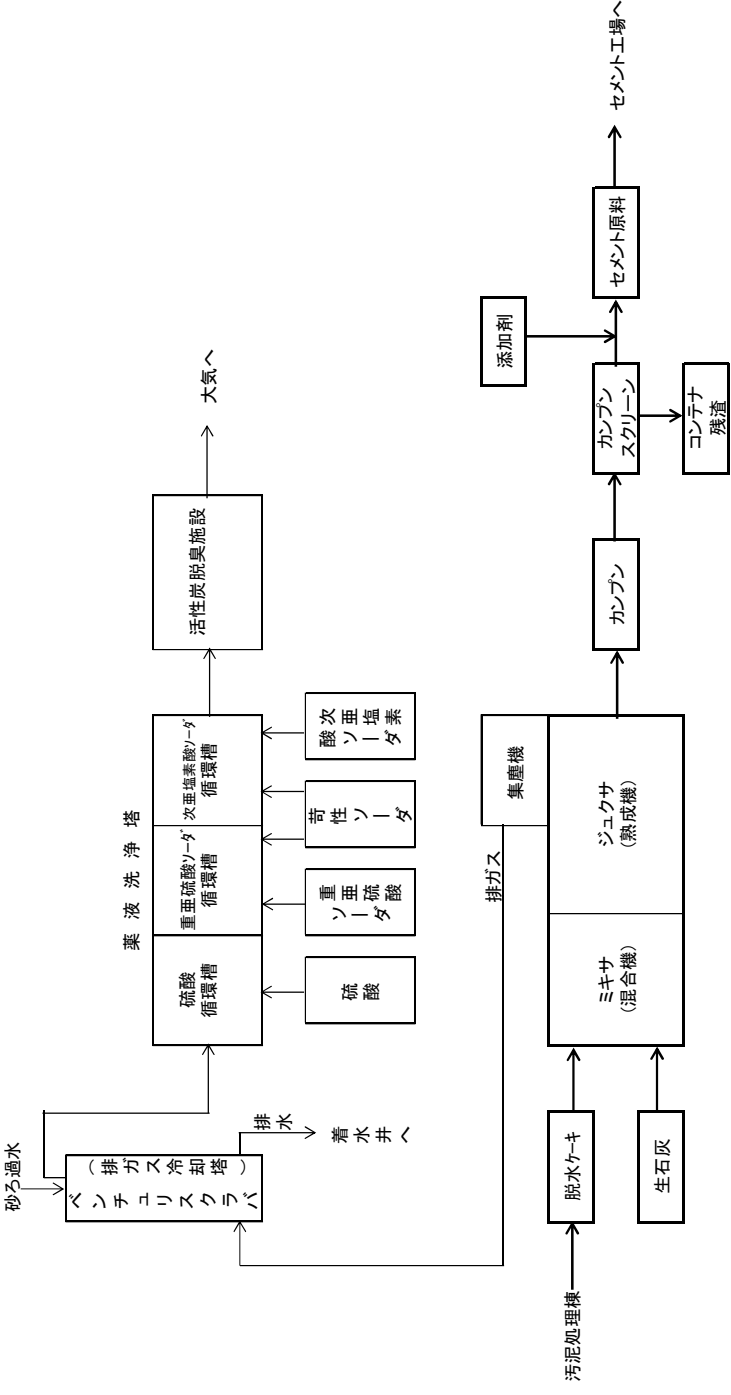 砂ろ過水
ベンチュリスクラバ
（排ガス冷却塔）
排水
着水井へ
薬液洗浄塔
硫酸
循環槽
重亜硫酸ソーダ
循環槽
次亜塩素酸ソーダ
循環槽
硫酸
重亜硫酸
ソーダ
苛性ソーダ
次亜塩素
酸ソーダ
活性炭脱臭施設
大気へ
排ガス
集塵機
汚泥処理棟
脱水ケーキ
生石灰
ミキサ
(混合機)
ジュクサ
(熟成機)
カンプン
カンプン
スクリーン
コンテナ
残渣
添加剤
セメント原料
セメント工場へ